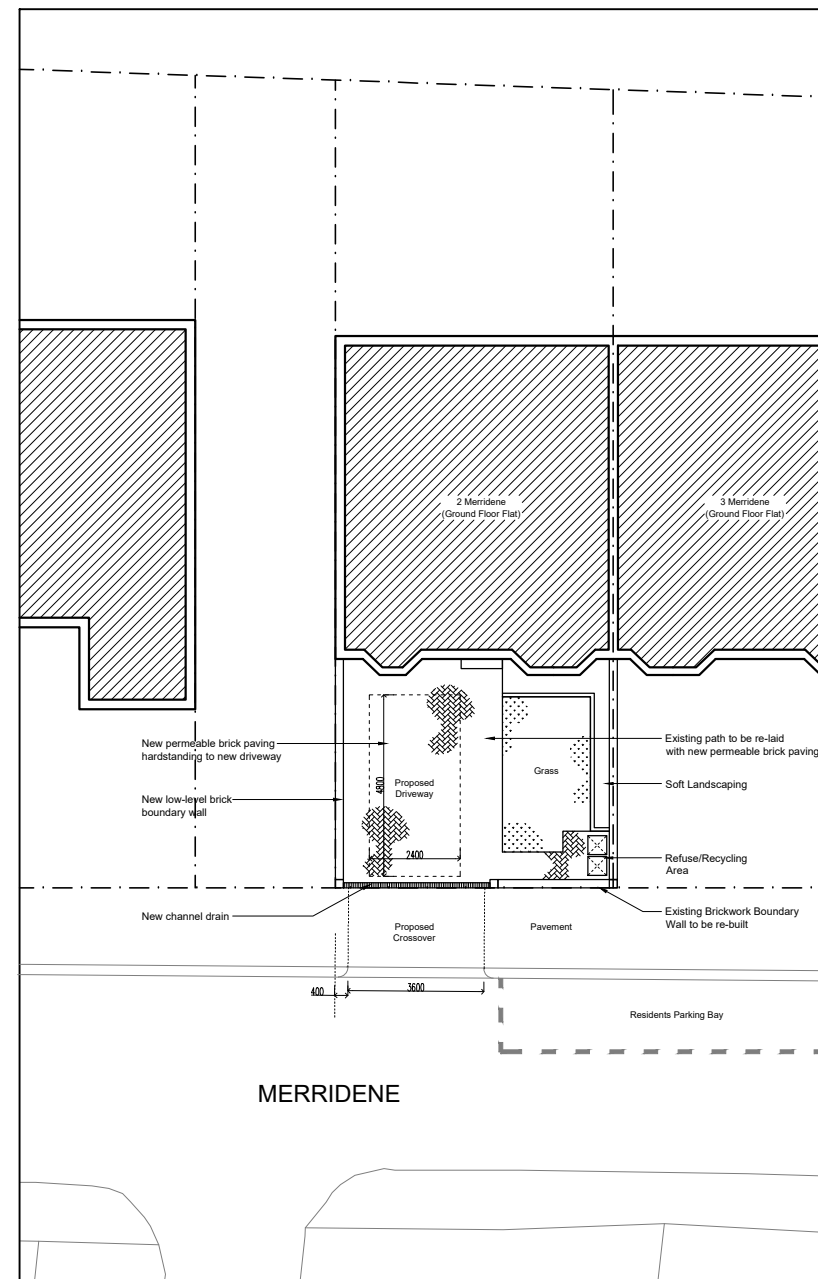 2 Merridene
(Ground Floor Flat)
3 Merridene
(Ground Floor Flat)
New permeable brick paving
hardstanding to new driveway
Existing path to be re-laid
with new permeable brick paving
Grass
Proposed
Driveway
4800
Soft Landscaping
New low-level brick
boundary wall
2400
Refuse/Recycling
Area
New channel drain
Existing Brickwork Boundary
Wall to be re-built
Proposed
Crossover
Pavement
400
3600
Residents Parking Bay
MERRIDENE